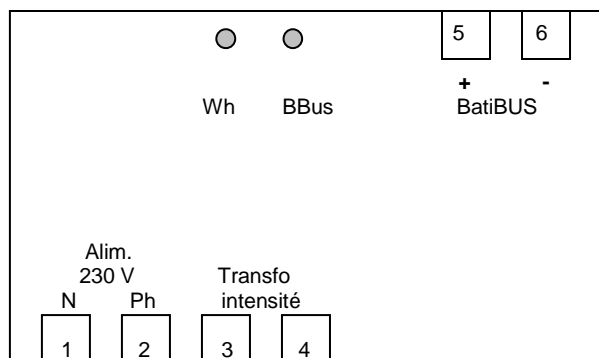 5 6
+ -
Wh BBus BatiBUS
Alim.
230 V Transfo
N Ph intensité
1 2 3 4